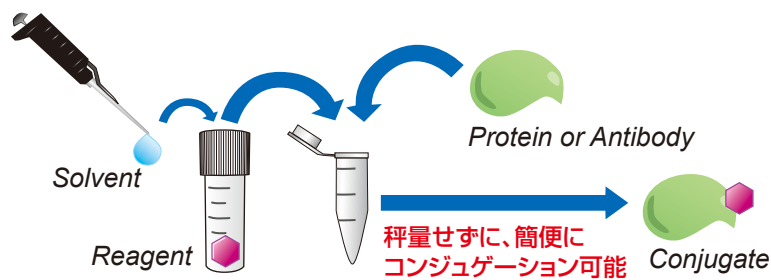 Solvent
Reagent
Protein or Antibody
秤量せずに、簡便に
コンジュゲーション可能
Conjugate